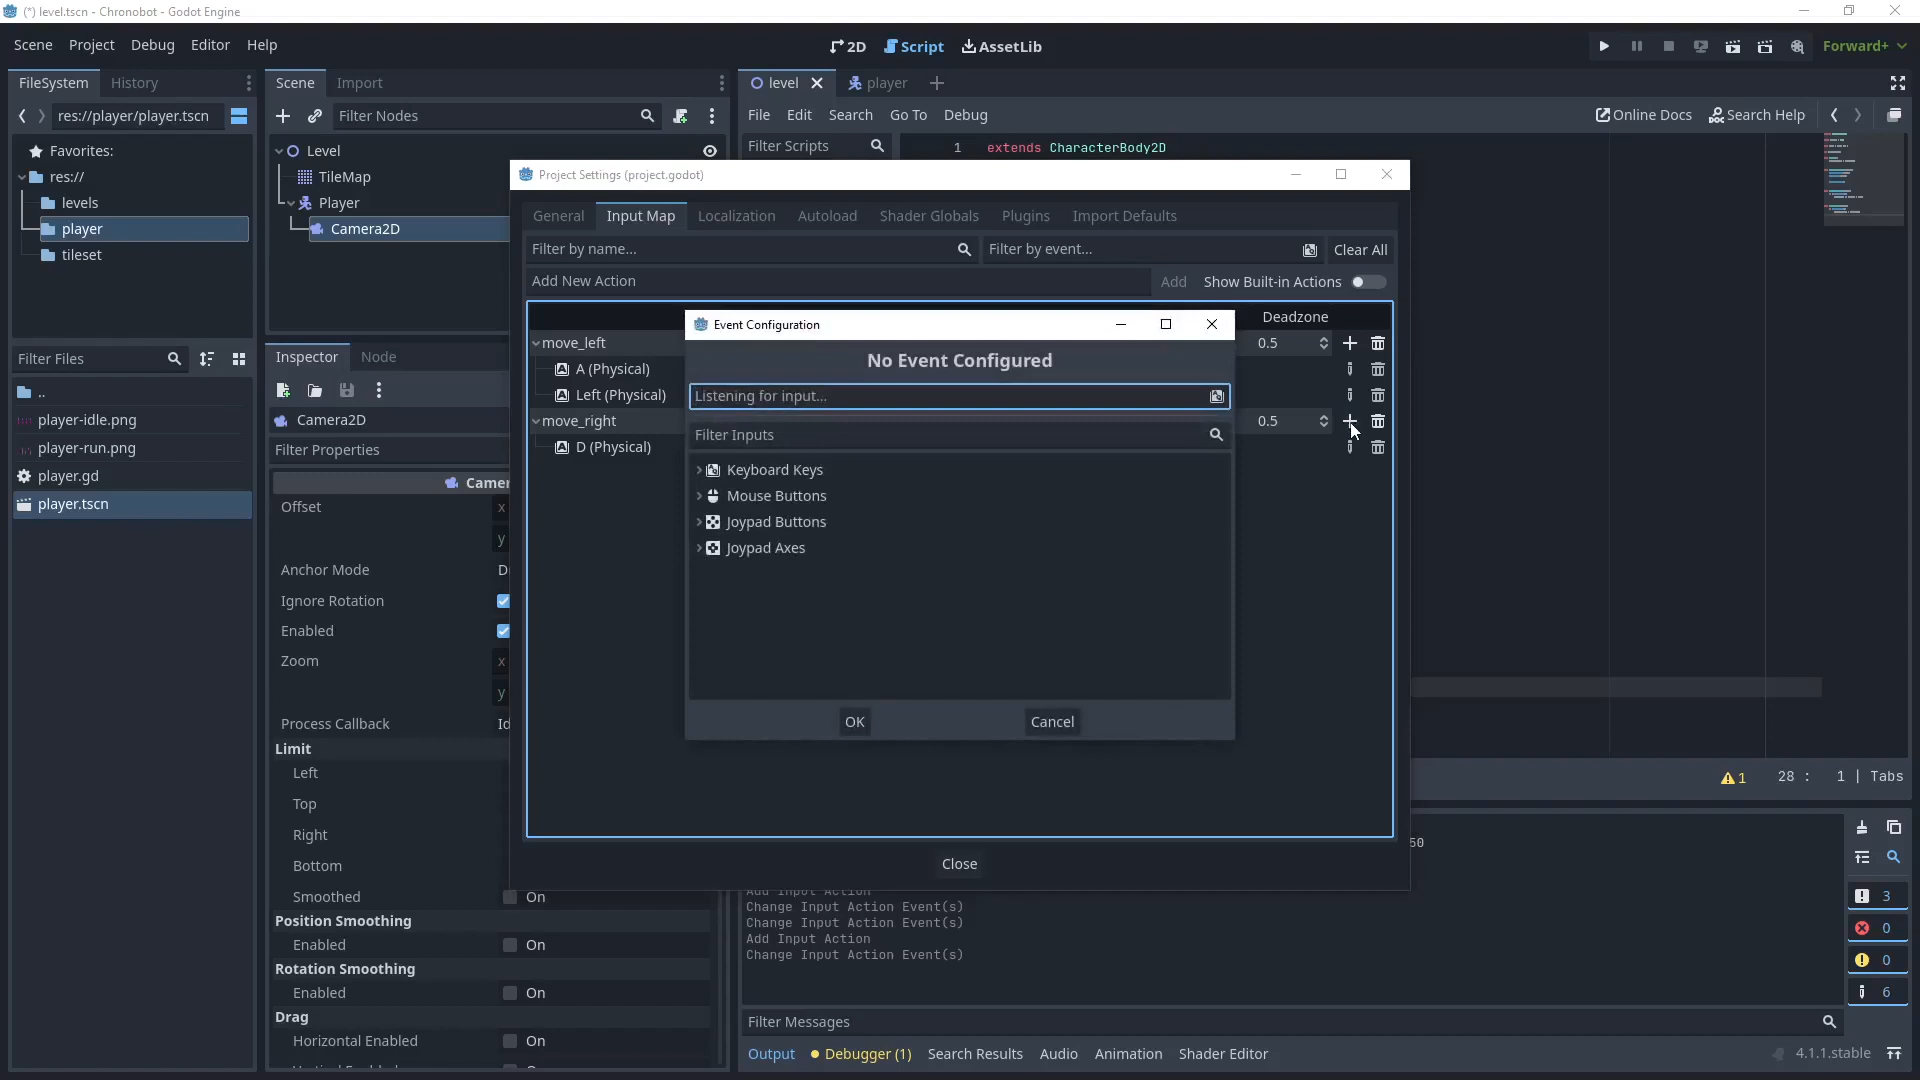 (*) level.tscn - Chronobot - Godot Engine
Scene Project Debug Editor Help
2D Script AssetLib
Forward+
FileSystem History
Scene Import
level player
res://player/player.tscn
Filter Nodes
File Edit Search Go To Debug
Online Docs Search Help
Favorites:
res://
levels
player
tileset
Level
TileMap
Player
Camera2D
Filter Scripts
1 extends CharacterBody2D
Project Settings (project.godot)
General Input Map Localization Autoload Shader Globals Plugins Import Defaults
Filter by name... Filter by event... Clear All
Add New Action Add Show Built-in Actions
Deadzone
move_left 0.5
A (Physical)
Left (Physical)
move_right 0.5
D (Physical)
Event Configuration
No Event Configured
Listening for input...
Filter Inputs
Keyboard Keys
Mouse Buttons
Joypad Buttons
Joypad Axes
OK Cancel
Close
Filter Files
..
player-idle.png
player-run.png
player.gd
player.tscn
Inspector Node
Camera2D
Filter Properties
Camer
Offset x
y
Anchor Mode
Ignore Rotation
Enabled
Zoom x
y
Process Callback Id
Limit
Left
Top
Right
Bottom
Smoothed On
Position Smoothing
Enabled On
Rotation Smoothing
Enabled On
Drag
Horizontal Enabled On
1 28 : 1 | Tabs
Add Input Action
Change Input Action Event(s)
Change Input Action Event(s)
Add Input Action
Change Input Action Event(s)
3
0
0
6
Filter Messages
Output Debugger (1) Search Results Audio Animation Shader Editor
4.1.1.stable